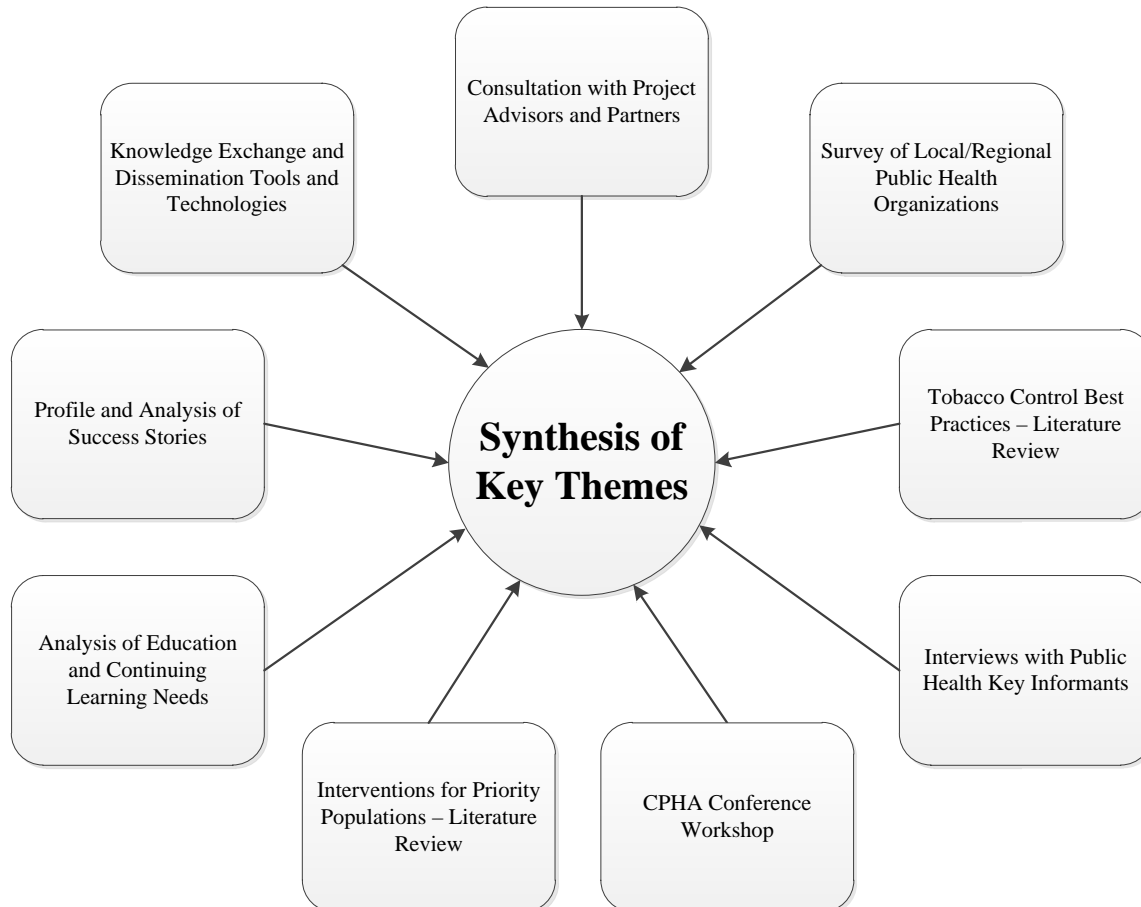 Consultation with Project
Advisors and Partners
Knowledge Exchange and
Dissemination Tools and
Technologies
Survey of Local/Regional
Public Health
Organizations
Profile and Analysis of
Success Stories
Synthesis of
Key Themes
Tobacco Control Best
Practices – Literature
Review
Analysis of Education
and Continuing
Learning Needs
Interviews with Public
Health Key Informants
Interventions for Priority
Populations – Literature
Review
CPHA Conference
Workshop